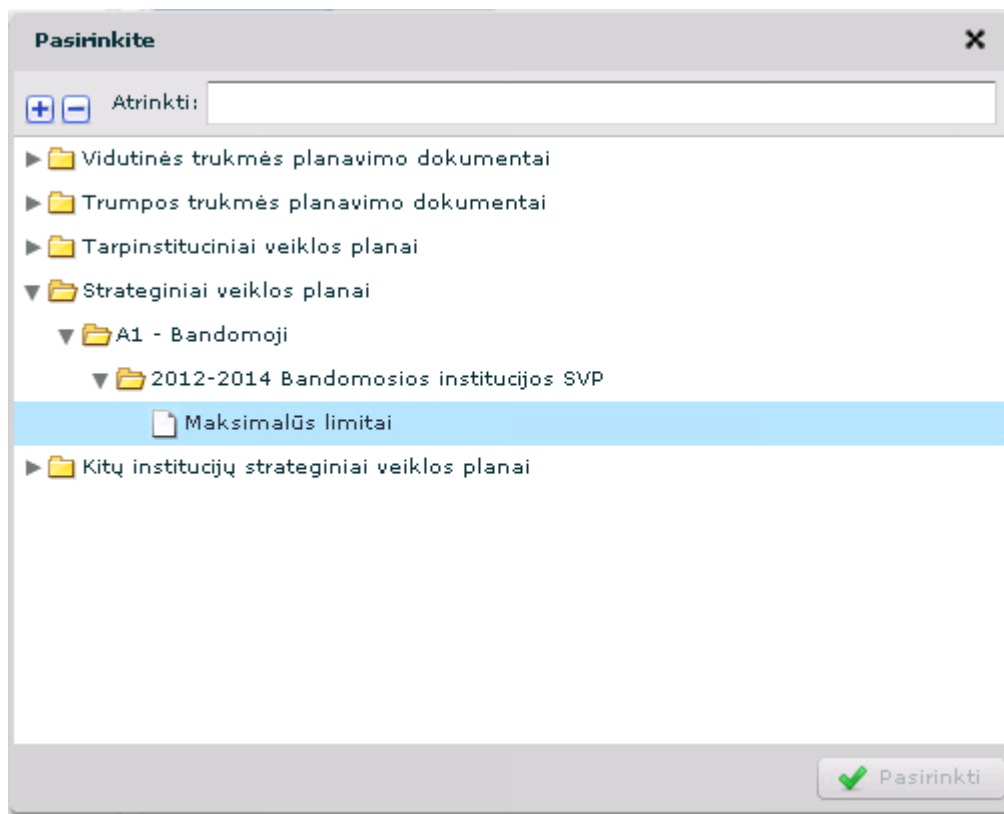 Pasirinkite
Atrinkti:
Vidutinės trukmės planavimo dokumentai
Trumpos trukmės planavimo dokumentai
Tarpinstituciniai veiklos planai
Strateginiai veiklos planai
A1 - Bandomoji
2012-2014 Bandomosios institucijos SVP
Maksimalūs limitai
Kitų institucijų strateginiai veiklos planai
Pasirinkti